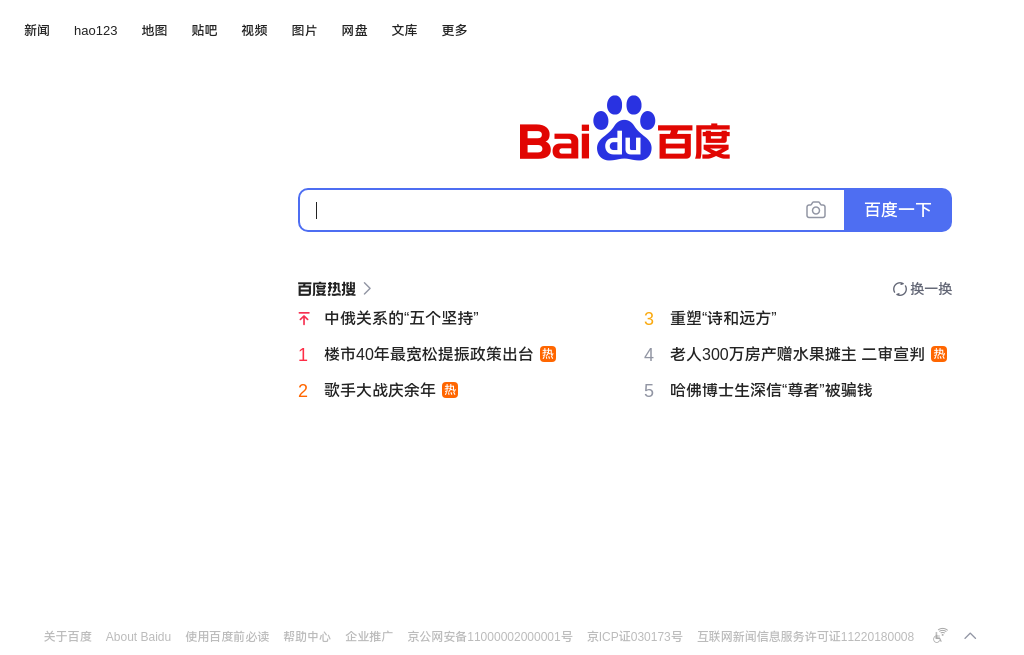 新闻 hao123 地图 贴吧 视频 图片 网盘 文库 更多
Bai du 百度
百度一下
百度热搜
换一换
中俄关系的“五个坚持”
1 楼市40年最宽松提振政策出台 热
2 歌手大战庆余年 热
3 重塑“诗和远方”
4 老人300万房产赠水果摊主 二审宣判 热
5 哈佛博士生深信“尊者”被骗钱
关于百度 About Baidu 使用百度前必读 帮助中心 企业推广 京公网安备11000002000001号 京ICP证030173号 互联网新闻信息服务许可证11220180008